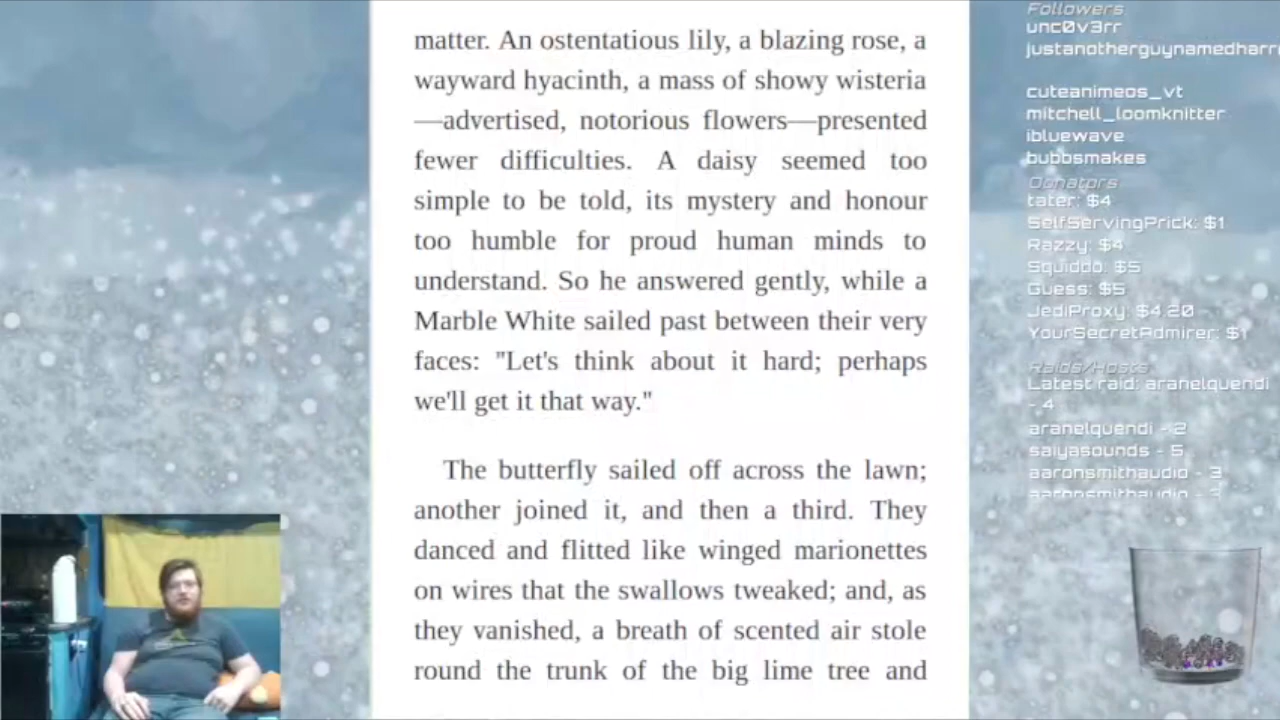 matter. An ostentatious lily, a blazing rose, a
wayward hyacinth, a mass of showy wisteria
—advertised, notorious flowers—presented
fewer difficulties. A daisy seemed too
simple to be told, its mystery and honour
too humble for proud human minds to
understand. So he answered gently, while a
Marble White sailed past between their very
faces: "Let's think about it hard; perhaps
we'll get it that way."
The butterfly sailed off across the lawn;
another joined it, and then a third. They
danced and flitted like winged marionettes
on wires that the swallows tweaked; and, as
they vanished, a breath of scented air stole
round the trunk of the big lime tree and
Followers
unc0v3rr
justanotherguynamedharr
cuteanimeos_vt
mitchell_loomknitter
ibluewave
bubbsmakes
Donators
tater: $4
SelfServingPrick: $1
Razzy: $4
Squiddo: $5
Guess: $5
JediProxy: $4.20
YourSecretAdmirer: $1
Raids/Hosts
Latest raid: aranelquendi
- 4
aranelquendi - 2
saiyasounds - 5
aaronsmithaudio - 3
aaronsmithaudio - 3